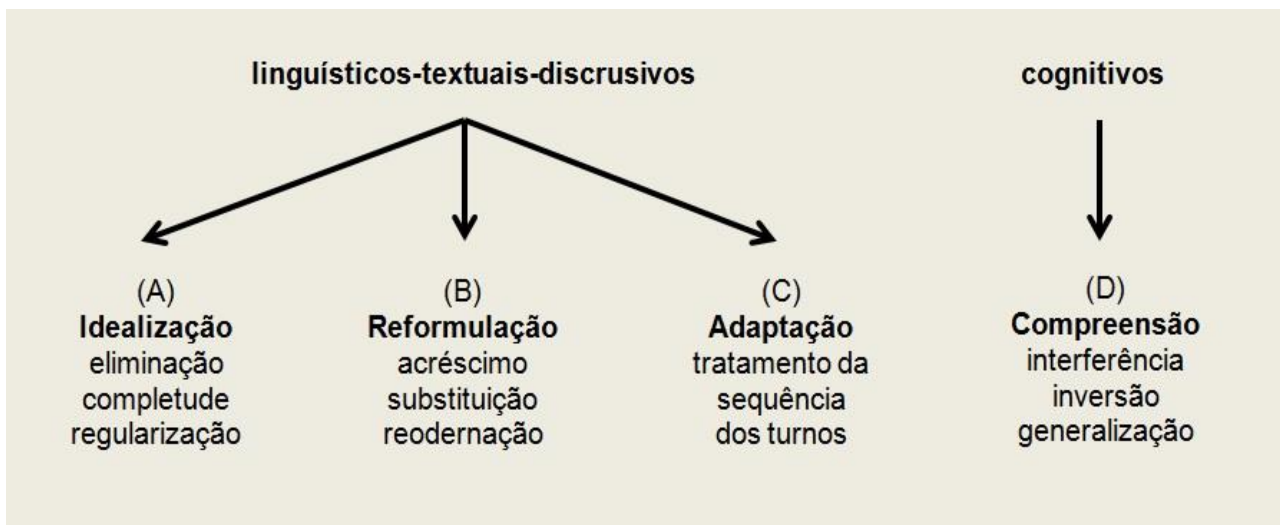 linguísticos-textuais-discrusivos
cognitivos
(A)
Idealização
eliminação
completude
regularização
(B)
Reformulação
acréscimo
substituição
reodernação
(C)
Adaptação
tratamento da
sequência
dos turnos
(D)
Compreensão
interferência
inversão
generalização